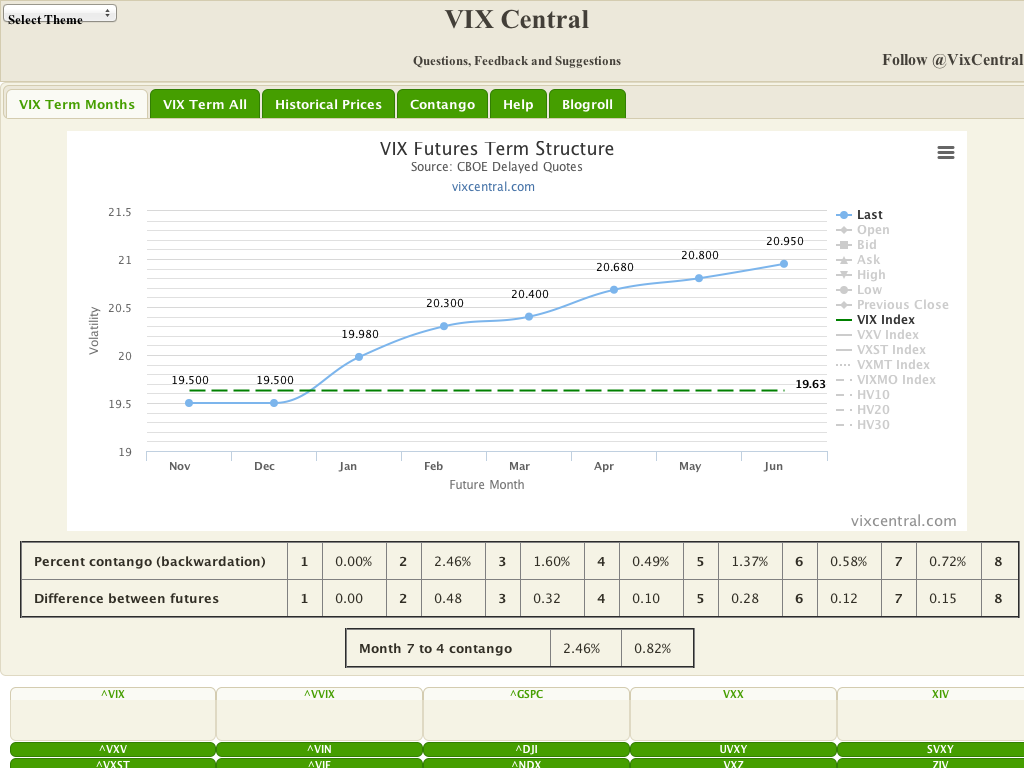 Select Theme
VIX Central
Questions, Feedback and Suggestions
Follow @VixCentral
VIX Term Months
VIX Term All
Historical Prices
Contango
Help
Blogroll
VIX Futures Term Structure
Source: CBOE Delayed Quotes
vixcentral.com
Volatility
21.5
21
20.5
20
19.5
19
19.500
19.500
19.980
20.300
20.400
20.680
20.800
20.950
19.63
Nov
Dec
Jan
Feb
Mar
Apr
May
Jun
Future Month
Last
Open
Bid
Ask
High
Low
Previous Close
VIX Index
VXV Index
VXST Index
VXMT Index
VIXMO Index
HV10
HV20
HV30
vixcentral.com
Percent contango (backwardation) 1 0.00% 2 2.46% 3 1.60% 4 0.49% 5 1.37% 6 0.58% 7 0.72% 8
Difference between futures 1 0.00 2 0.48 3 0.32 4 0.10 5 0.28 6 0.12 7 0.15 8
Month 7 to 4 contango 2.46% 0.82%
^VIX ^VVIX ^GSPC VXX XIV
^VXV ^VIN ^DJI UVXY SVXY
^VXST ^VIF ^NDX VXZ ZIV